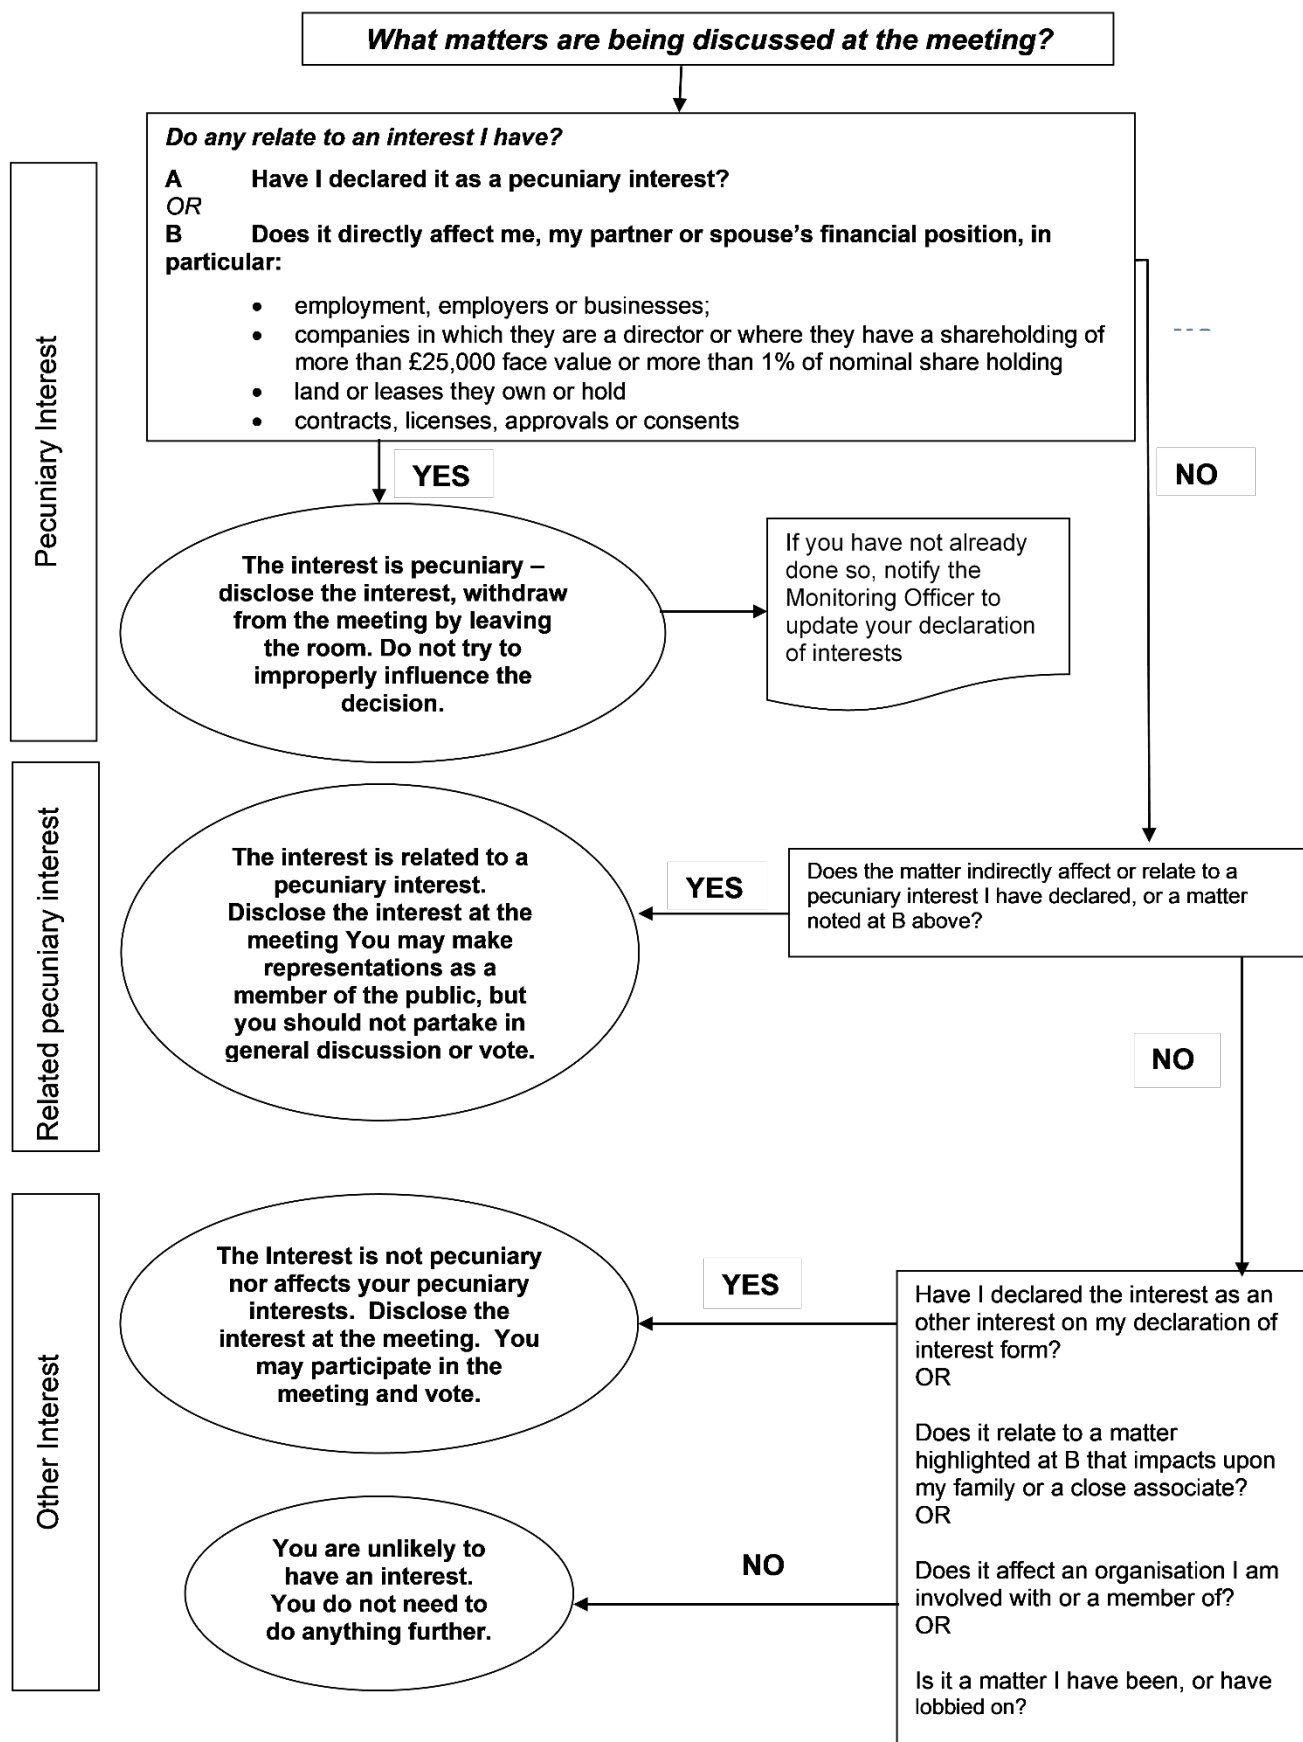 What matters are being discussed at the meeting?
Do any relate to an interest I have?
A Have I declared it as a pecuniary interest?
OR
B Does it directly affect me, my partner or spouse’s financial position, in
particular:
• employment, employers or businesses;
• companies in which they are a director or where they have a shareholding of
more than £25,000 face value or more than 1% of nominal share holding
• land or leases they own or hold
• contracts, licenses, approvals or consents
Pecuniary Interest
YES
NO
The interest is pecuniary –
disclose the interest, withdraw
from the meeting by leaving
the room. Do not try to
improperly influence the
decision.
If you have not already
done so, notify the
Monitoring Officer to
update your declaration
of interests
Related pecuniary interest
The interest is related to a
pecuniary interest.
Disclose the interest at the
meeting You may make
representations as a
member of the public, but
you should not partake in
general discussion or vote.
YES
Does the matter indirectly affect or relate to a
pecuniary interest I have declared, or a matter
noted at B above?
NO
Other Interest
The Interest is not pecuniary
nor affects your pecuniary
interests. Disclose the
interest at the meeting. You
may participate in the
meeting and vote.
YES
Have I declared the interest as an
other interest on my declaration of
interest form?
OR
Does it relate to a matter
highlighted at B that impacts upon
my family or a close associate?
OR
Does it affect an organisation I am
involved with or a member of?
OR
Is it a matter I have been, or have
lobbied on?
NO
You are unlikely to
have an interest.
You do not need to
do anything further.